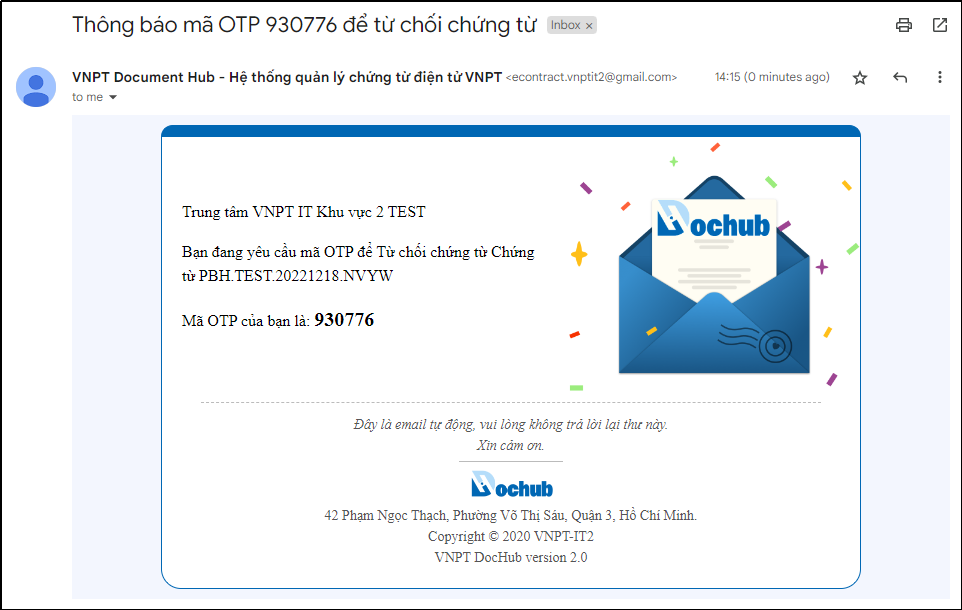 Thông báo mã OTP 930776 để từ chối chứng từ Inbox ×
VNPT Document Hub - Hệ thống quản lý chứng từ điện tử VNPT <econtract.vnptit2@gmail.com> 14:15 (0 minutes ago)
to me
Dochub
Trung tâm VNPT IT Khu vực 2 TEST
Bạn đang yêu cầu mã OTP để Từ chối chứng từ Chứng
từ PBH.TEST.20221218.NVYW
Mã OTP của bạn là: 930776
Đây là email tự động, vui lòng không trả lời lại thư này.
Xin cảm ơn.
Dochub
42 Phạm Ngọc Thạch, Phường Võ Thị Sáu, Quận 3, Hồ Chí Minh.
Copyright © 2020 VNPT-IT2
VNPT DocHub version 2.0